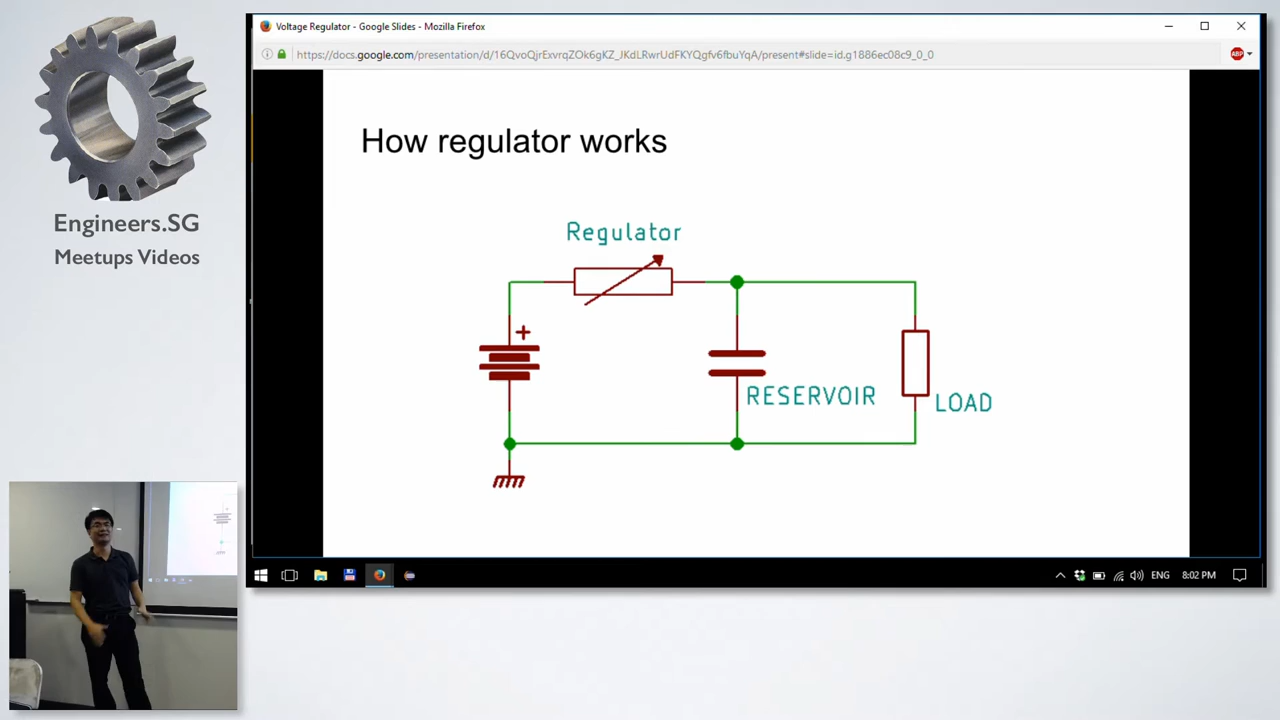 Voltage Regulator - Google Slides - Mozilla Firefox
https://docs.google.com/presentation/d/16QvoQjrExvrqZOk6gKZ_JKdLRwrUdFKYQgfv6fbuYqA/present#slide=id.g1886ec08c9_0_0
ABP
How regulator works
Regulator
+
RESERVOIR
LOAD
Engineers.SG
Meetups Videos
ENG
8:02 PM